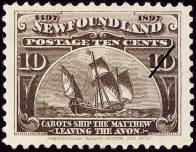 1497 1897
NEWFOUNDLAND
POSTAGE TEN CENTS
10 10
CABOTS SHIP THE MATTHEW
LEAVING THE AVON.